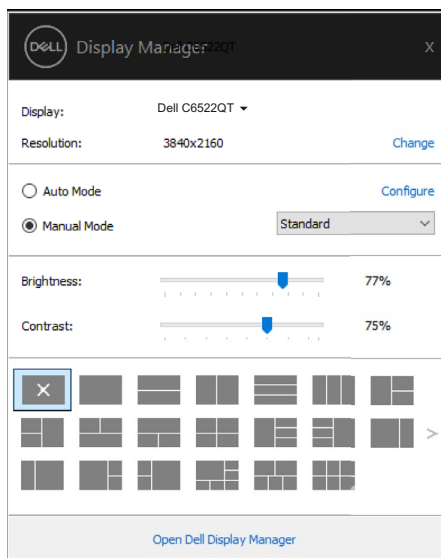 DELL Display Manager X
Display: Dell C6522QT
Resolution: 3840x2160 Change
Auto Mode Configure
Manual Mode Standard
Brightness: 77%
Contrast: 75%
>
Open Dell Display Manager